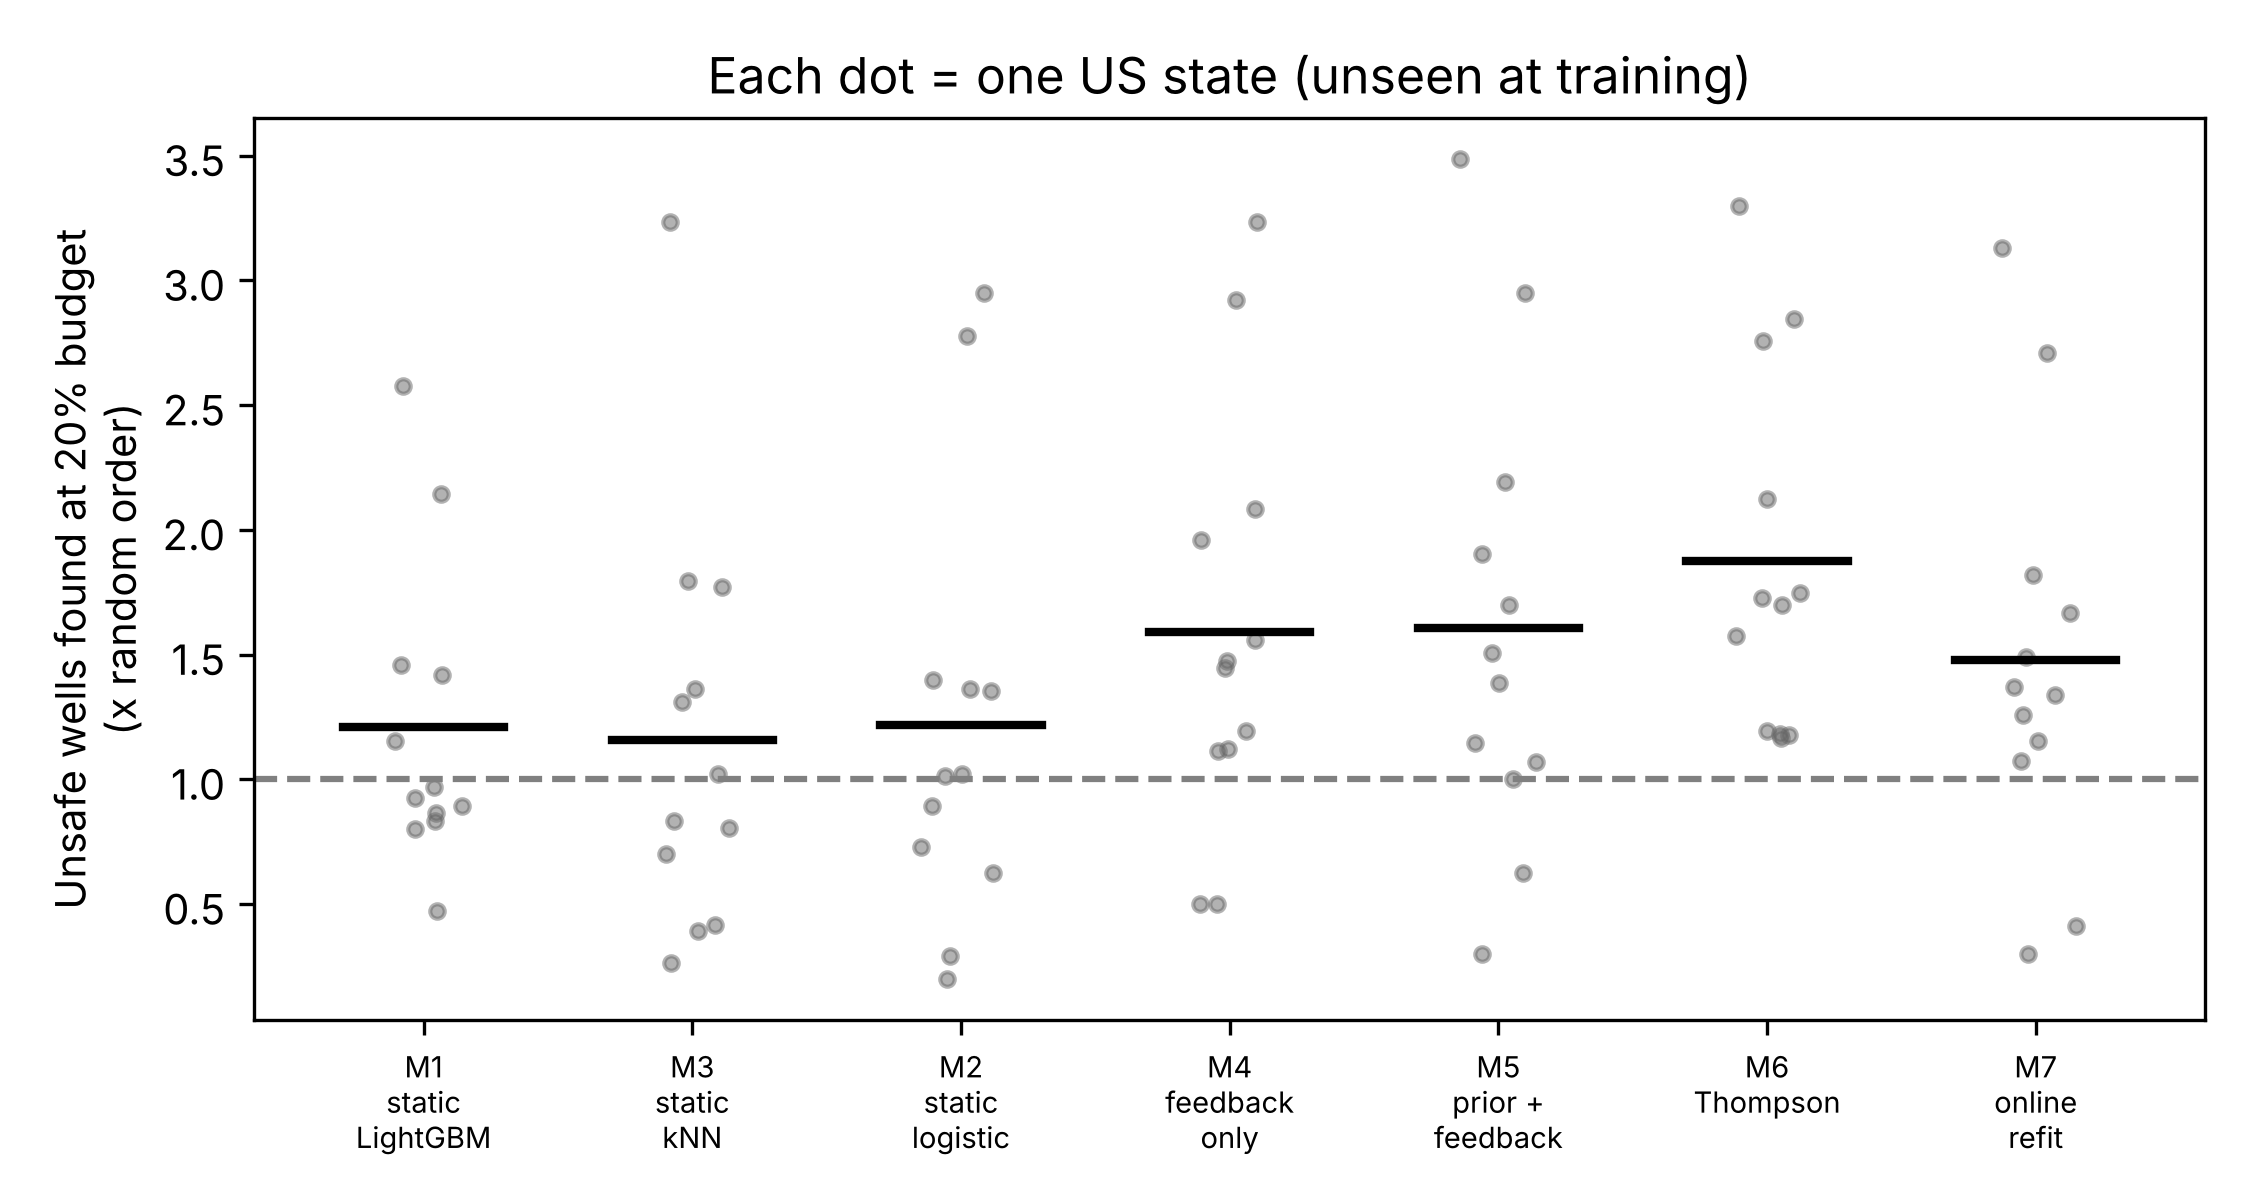 Each dot = one US state (unseen at training)
Unsafe wells found at 20% budget
(x random order)
3.5
3.0
2.5
2.0
1.5
1.0
0.5
M1
static
LightGBM
M3
static
kNN
M2
static
logistic
M4
feedback
only
M5
prior +
feedback
M6
Thompson
M7
online
refit